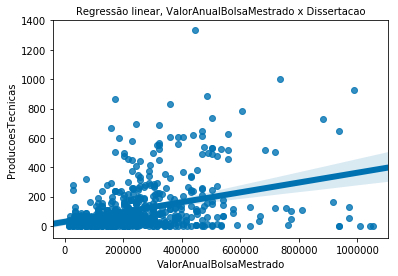 Regressão linear, ValorAnualBolsaMestrado x Dissertacao
1400
1200
1000
800
600
400
200
0
ProducoesTecnicas
0 200000 400000 600000 800000 1000000
ValorAnualBolsaMestrado